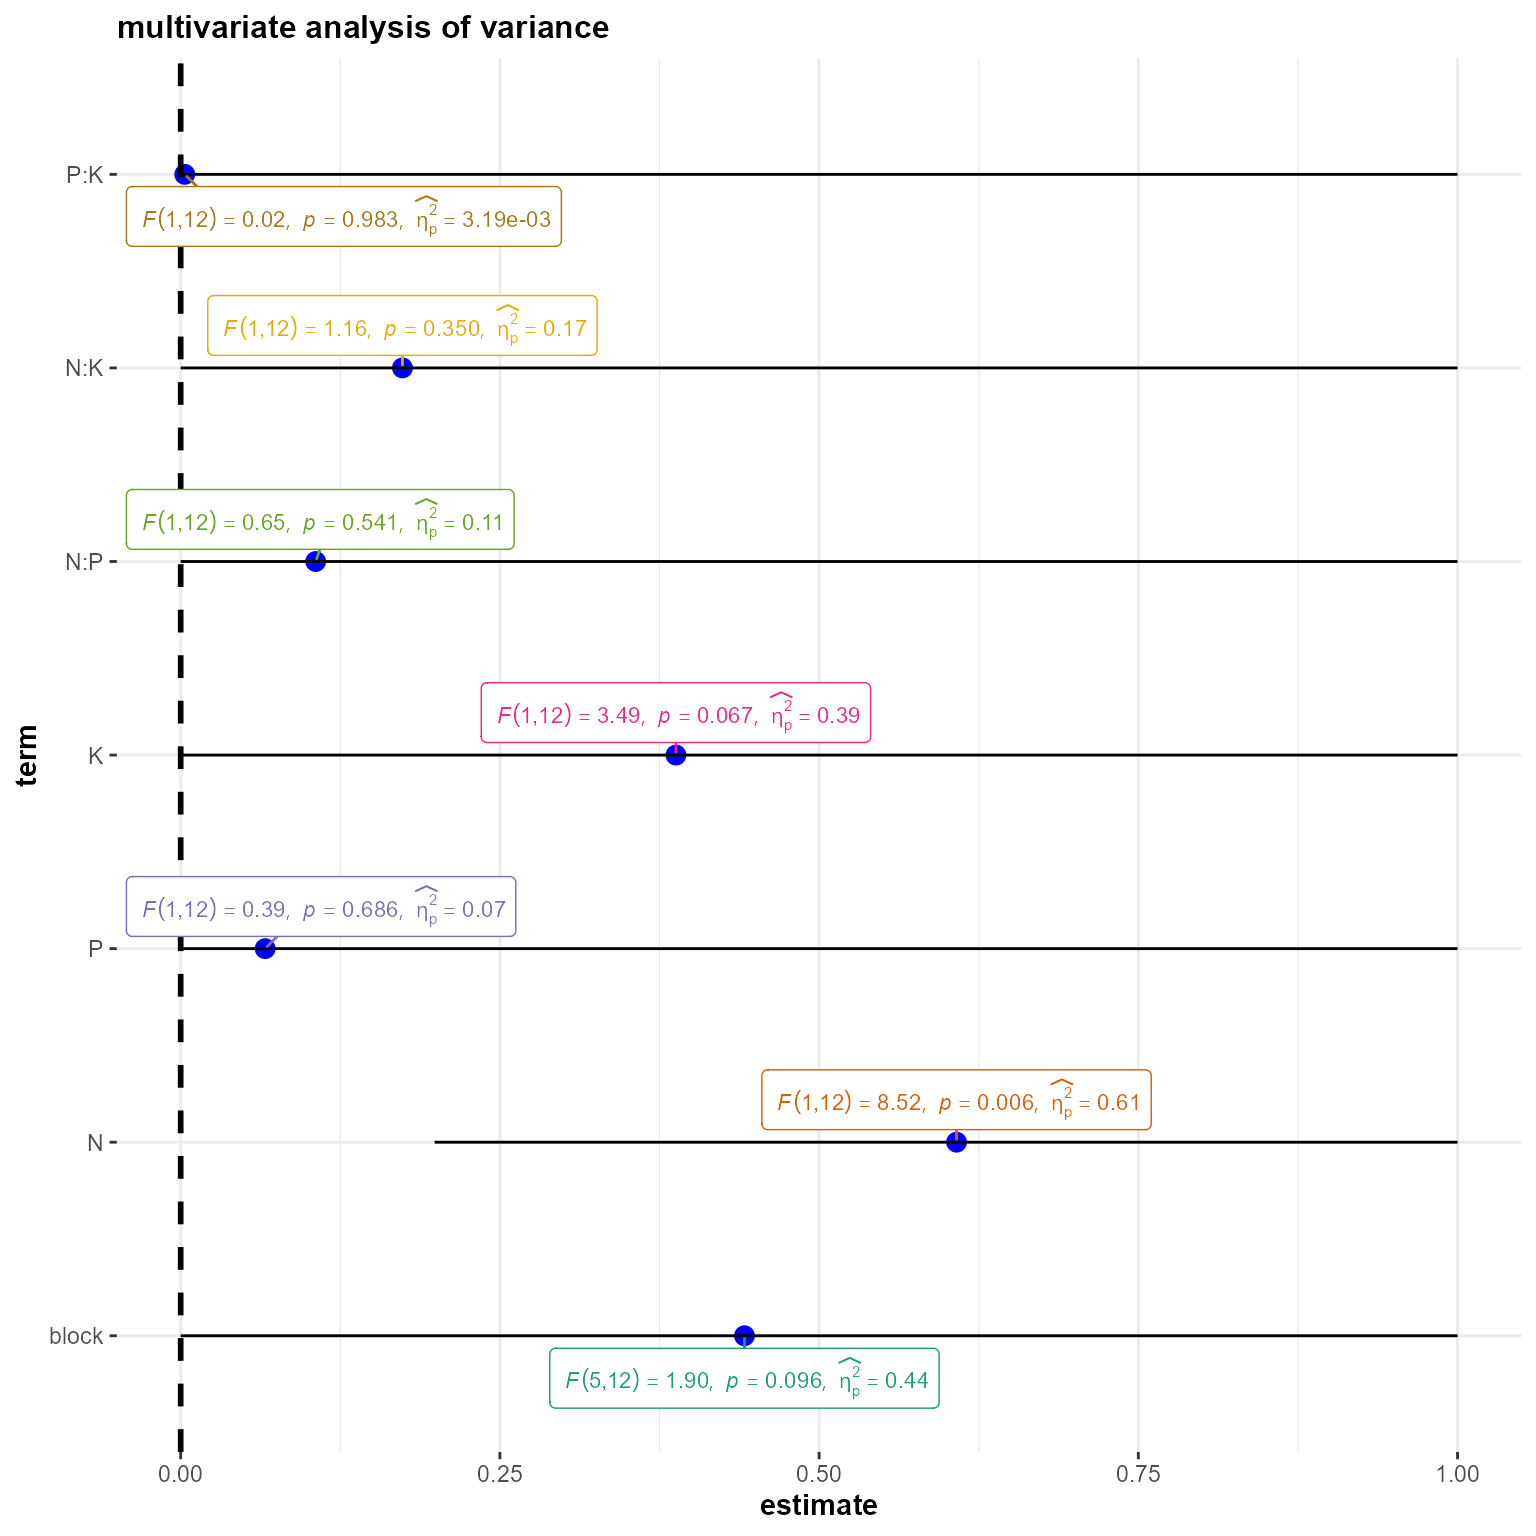 multivariate analysis of variance
P:K
F(1,12) = 0.02, p = 0.983, η̂²ₚ = 3.19e-03
F(1,12) = 1.16, p = 0.350, η̂²ₚ = 0.17
N:K
F(1,12) = 0.65, p = 0.541, η̂²ₚ = 0.11
N:P
F(1,12) = 3.49, p = 0.067, η̂²ₚ = 0.39
K
term
F(1,12) = 0.39, p = 0.686, η̂²ₚ = 0.07
P
F(1,12) = 8.52, p = 0.006, η̂²ₚ = 0.61
N
block
F(5,12) = 1.90, p = 0.096, η̂²ₚ = 0.44
0.00 0.25 0.50 0.75 1.00
estimate